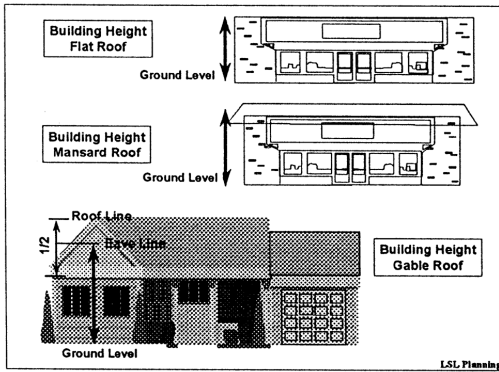 Building Height
Flat Roof
Ground Level
Building Height
Mansard Roof
Ground Level
Roof Line
1/2
Eave Line
Building Height
Gable Roof
Ground Level
LSL Planning